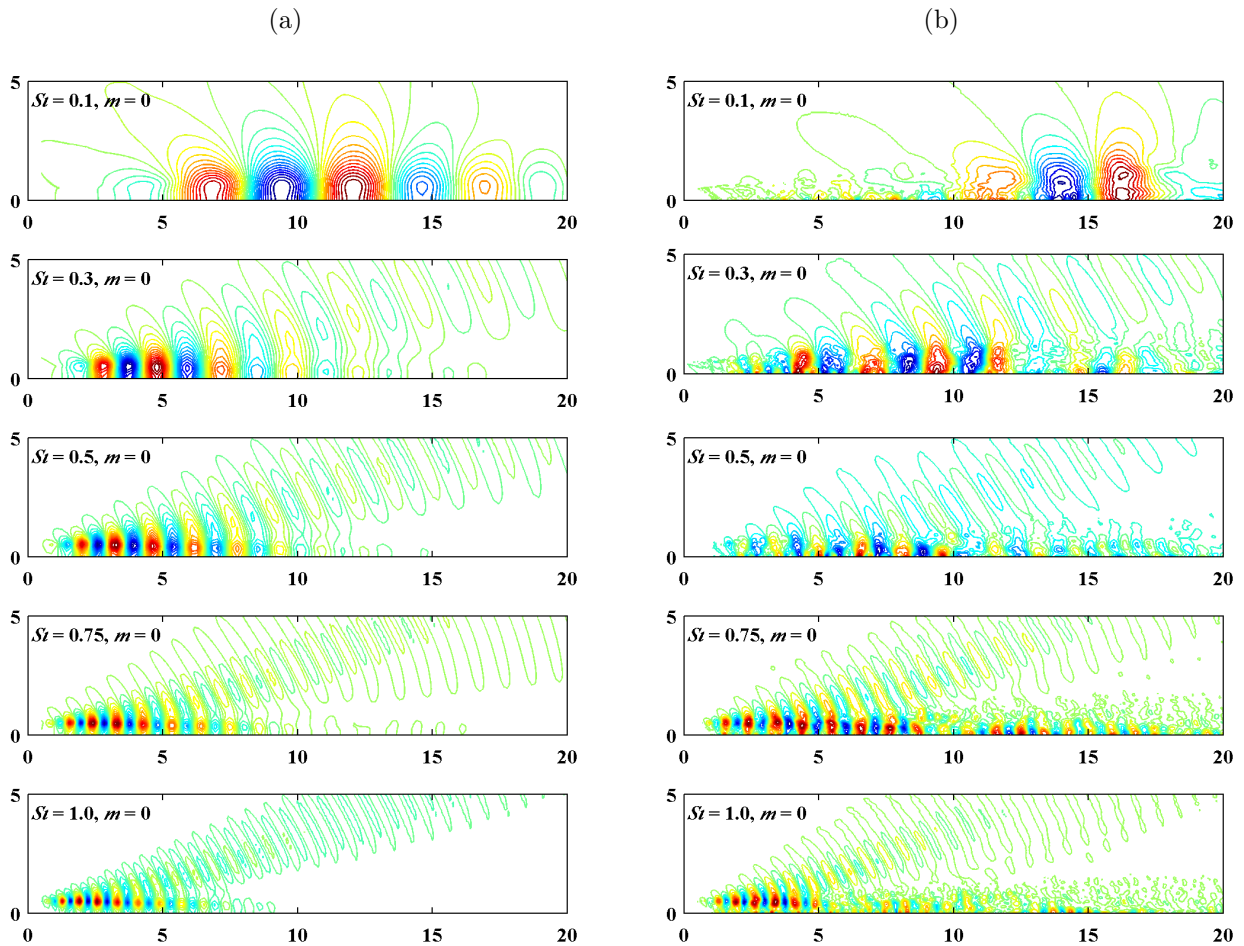 (a) (b)
St = 0.1, m = 0
5
0
0 5 10 15 20
St = 0.1, m = 0
5
0
0 5 10 15 20
St = 0.3, m = 0
5
0
0 5 10 15 20
St = 0.3, m = 0
5
0
0 5 10 15 20
St = 0.5, m = 0
5
0
0 5 10 15 20
St = 0.5, m = 0
5
0
0 5 10 15 20
St = 0.75, m = 0
5
0
0 5 10 15 20
St = 0.75, m = 0
5
0
0 5 10 15 20
St = 1.0, m = 0
5
0
0 5 10 15 20
St = 1.0, m = 0
5
0
0 5 10 15 20